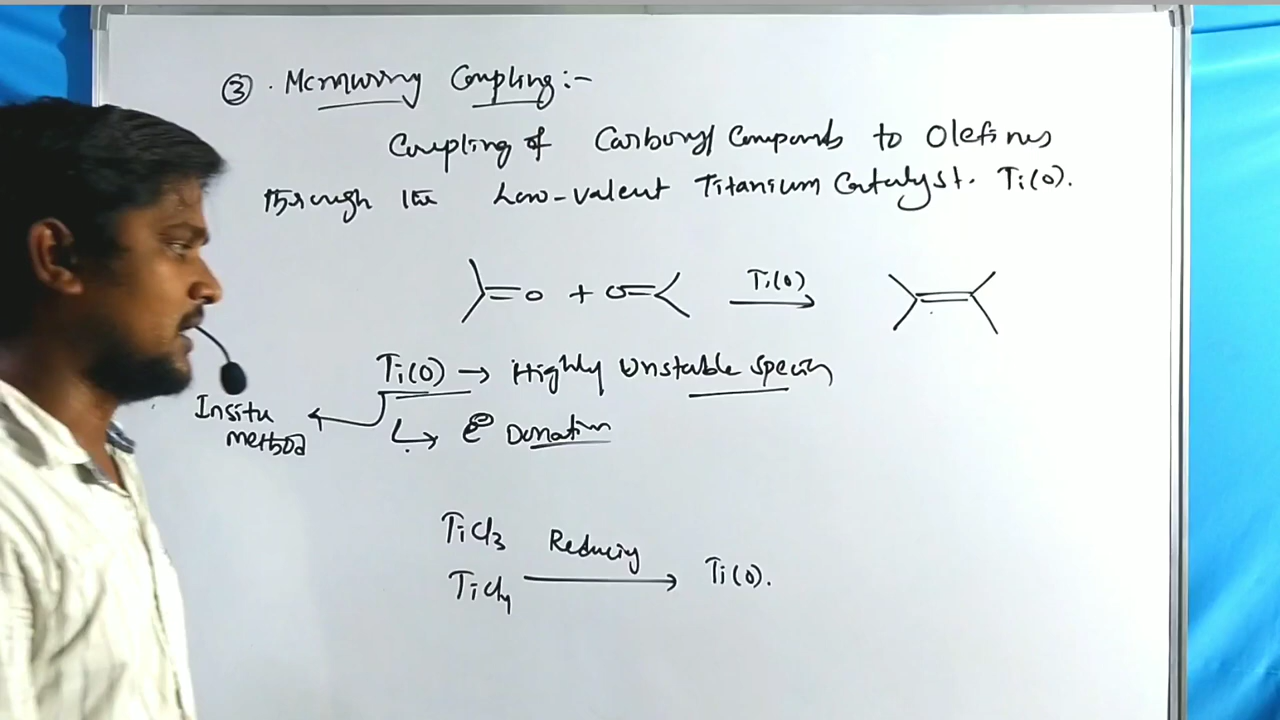 ③. McMurry Coupling:-
Coupling of Carbonyl Compounds to Olefines
through the Low-valent Titanium Catalyst. Ti(0).
=O + O= Ti(0)
Ti(0) → Highly Unstable Species
Insitu method
↳ e⊖ Donation
TiCl3 Reducing
TiCl4 → Ti(0).